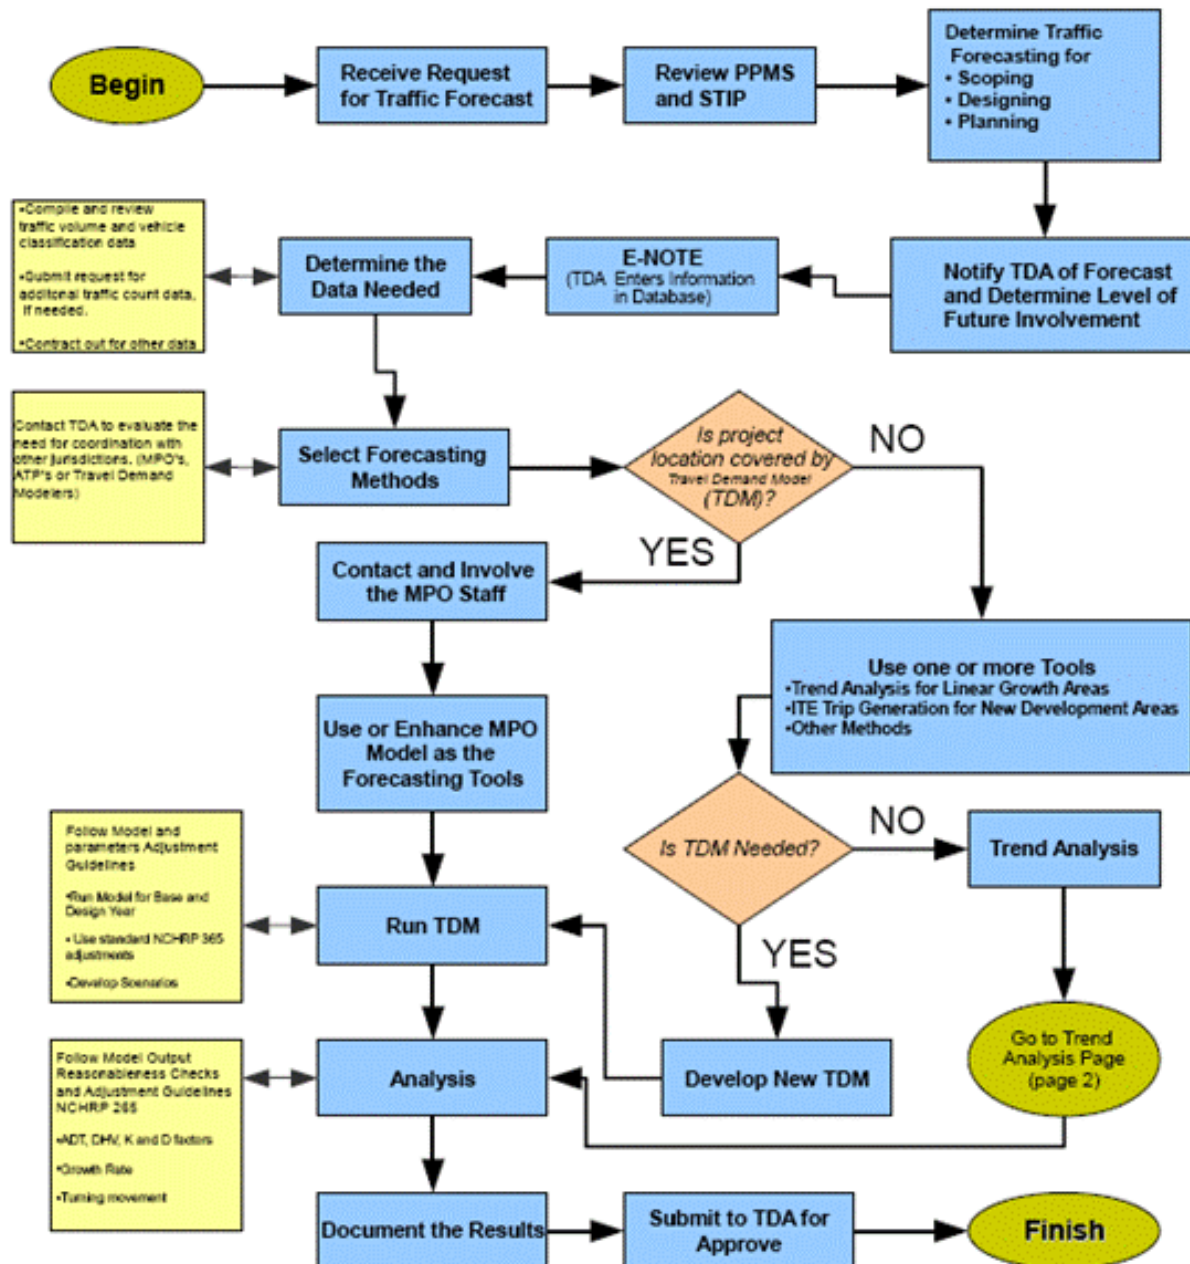 Begin
Receive Request
for Traffic Forecast
Review PPMS
and STIP
Determine Traffic
Forecasting for
• Scoping
• Designing
• Planning
•Compile and review
traffic volume and vehicle
classification data
•Submit request for
additonal traffic count data,
If needed.
•Contract out for other data
Determine the
Data Needed
E-NOTE
(TDA Enters Information
in Database)
Notify TDA of Forecast
and Determine Level of
Future Involvement
Contact TDA to evaluate the
need for coordination with
other jurisdictions. (MPO's,
ATP's or Travel Demand
Modelers)
Select Forecasting
Methods
Is project
location covered by
Travel Demand Model
(TDM)?
NO
YES
Contact and Involve
the MPO Staff
Use one or more Tools
•Trend Analysis for Linear Growth Areas
•ITE Trip Generation for New Development Areas
•Other Methods
Use or Enhance MPO
Model as the
Forecasting Tools
Is TDM Needed?
NO
Trend Analysis
YES
Follow Model and
parameters Adjustment
Guidelines
•Run Model for Base and
Design Year
• Use standard NCHRP 365
adjustments
•Develop Scenarios
Run TDM
Go to Trend
Analysis Page
(page 2)
Follow Model Output
Reasonableness Checks
and Adjustment Guidelines
NCHRP 265
•ADT, DHV, K and D factors
•Growth Rate
•Turning movement
Analysis
Develop New TDM
Document the Results
Submit to TDA for
Approve
Finish